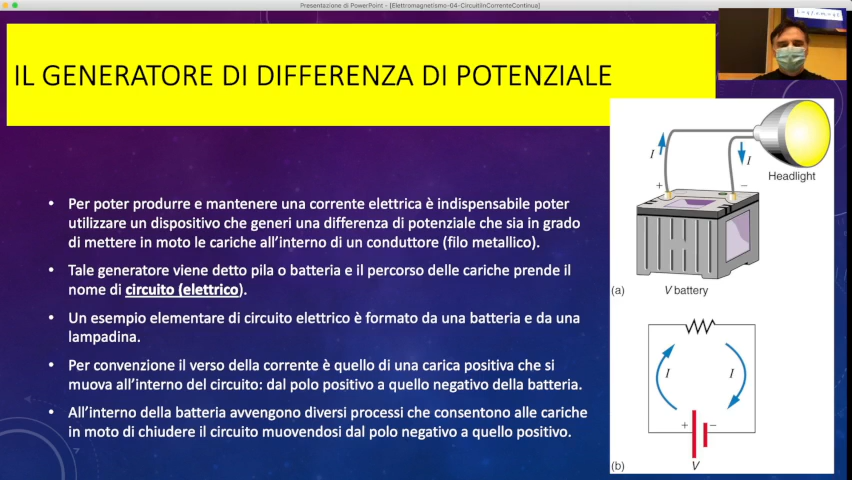 Presentazione di PowerPoint - [Elettromagnetismo-04-CircuitiInCorrenteContinua]
IL GENERATORE DI DIFFERENZA DI POTENZIALE
• Per poter produrre e mantenere una corrente elettrica è indispensabile poter
utilizzare un dispositivo che generi una differenza di potenziale che sia in grado
di mettere in moto le cariche all'interno di un conduttore (filo metallico).
• Tale generatore viene detto pila o batteria e il percorso delle cariche prende il
nome di circuito (elettrico).
• Un esempio elementare di circuito elettrico è formato da una batteria e da una
lampadina.
• Per convenzione il verso della corrente è quello di una carica positiva che si
muova all'interno del circuito: dal polo positivo a quello negativo della batteria.
• All'interno della batteria avvengono diversi processi che consentono alle cariche
in moto di chiudere il circuito muovendosi dal polo negativo a quello positivo.
I
I
Headlight
+
−
(a)
V battery
I
I
+
−
(b)
V